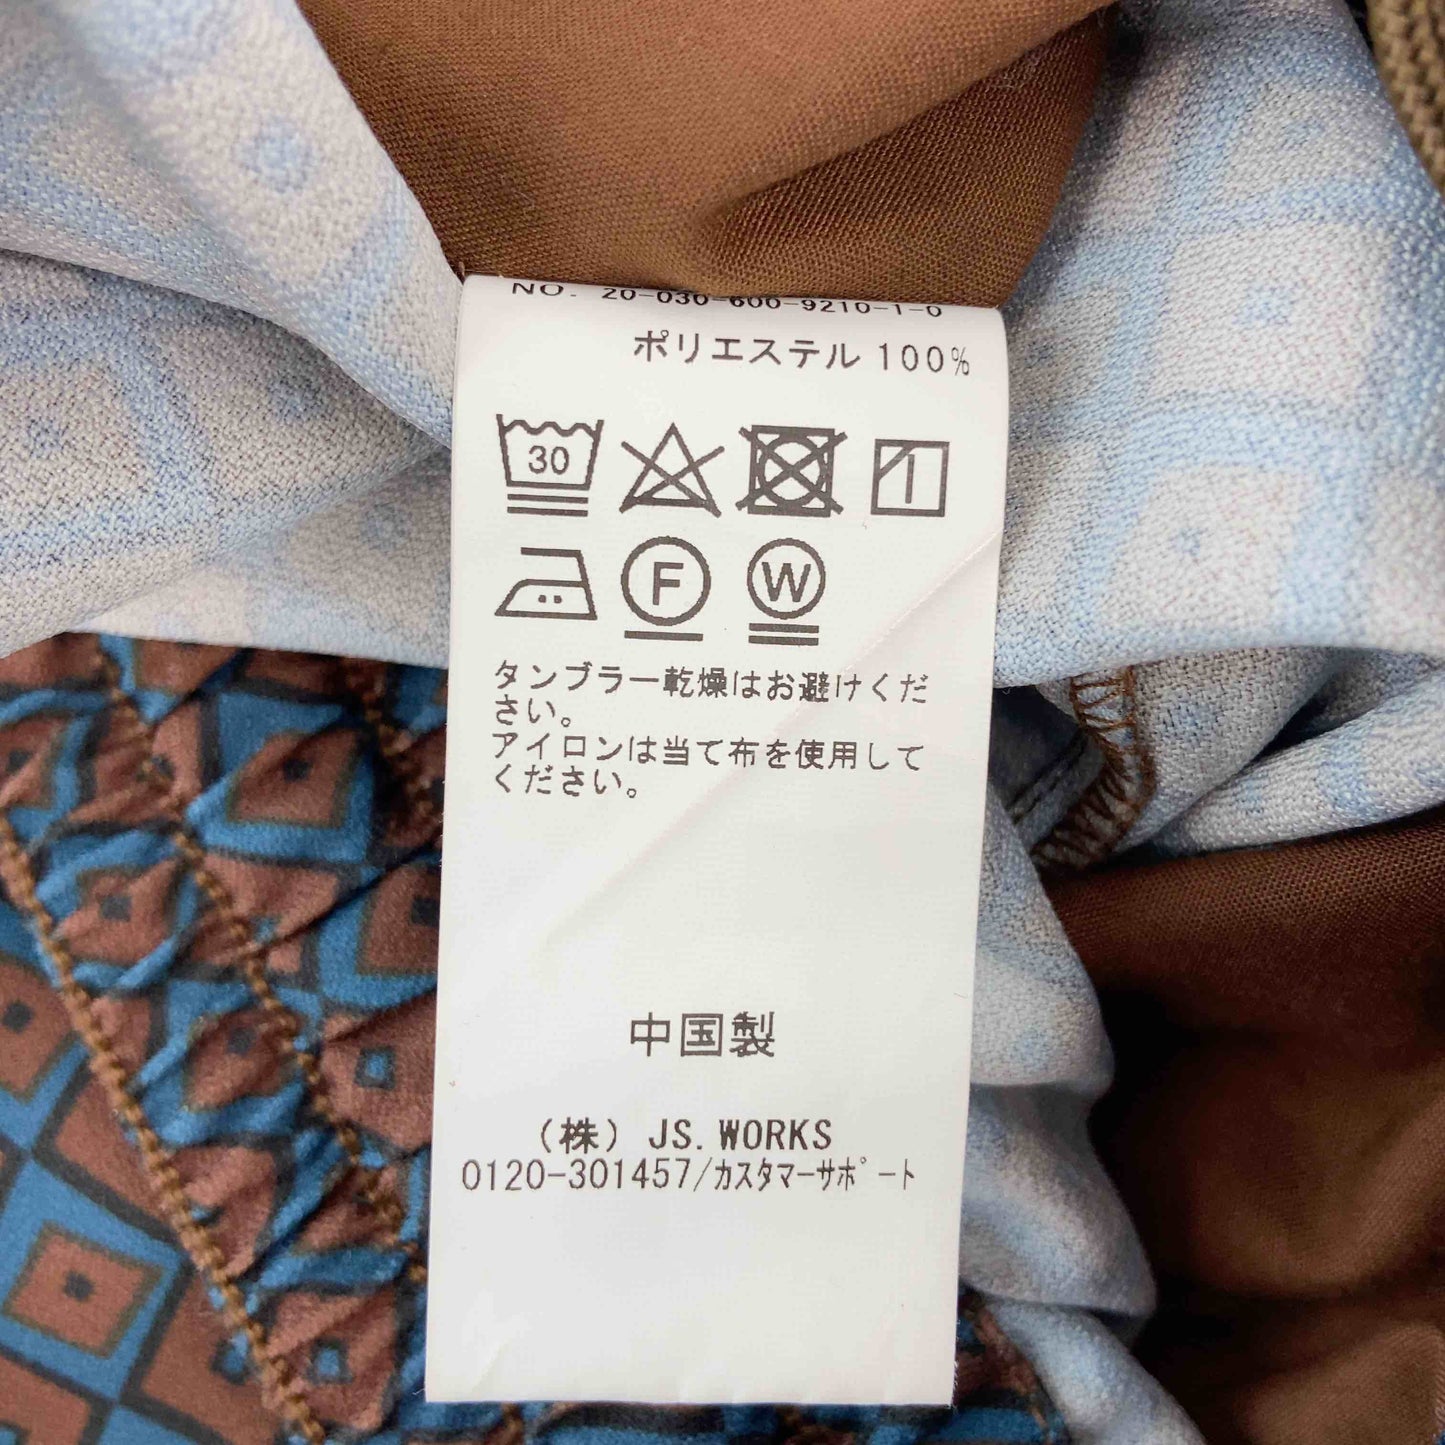 NO. 20-030-600-9210-1-0
ポリエステル 100%
30
F
W
タンブラー乾燥はお避けくだ
さい。
アイロンは当て布を使用して
ください。
中国製
(株) JS.WORKS
0120-301457/カスタマーサポート